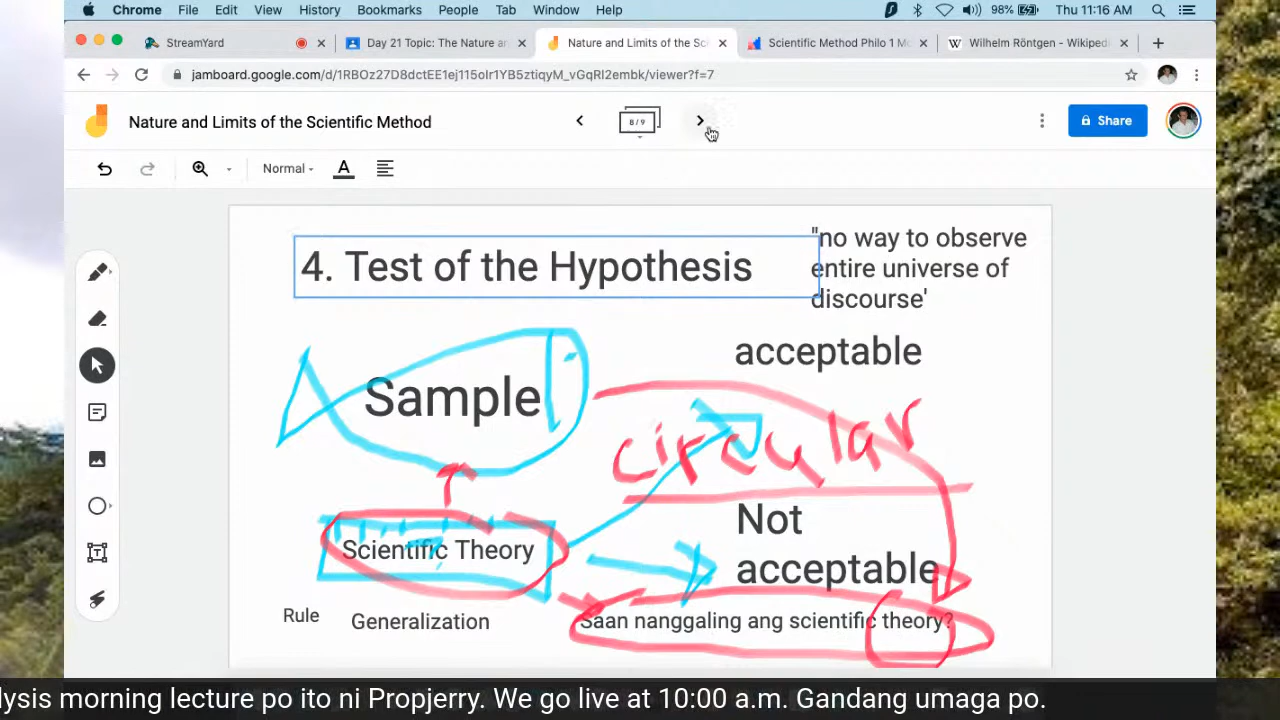 Chrome File Edit View History Bookmarks People Tab Window Help 98% Thu 11:16 AM
StreamYard Day 21 Topic: The Nature an Nature and Limits of the Sci Scientific Method Philo 1 Mo Wilhelm Röntgen - Wikiped
jamboard.google.com/d/1RBOz27D8dctEE1ej115oIr1YB5ztiqyM_vGqRI2embk/viewer?f=7
Nature and Limits of the Scientific Method 8/9 Share
Normal A
4. Test of the Hypothesis
"no way to observe
entire universe of
discourse'
acceptable
Sample
circular
Not
acceptable
Scientific Theory
Rule Generalization Saan nanggaling ang scientific theory?
lysis morning lecture po ito ni Propjerry. We go live at 10:00 a.m. Gandang umaga po.